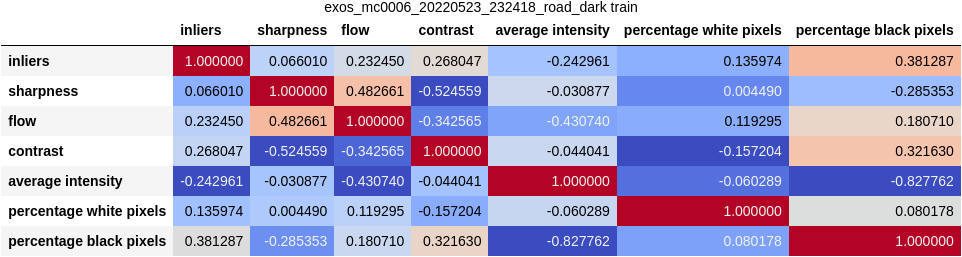 exos_mc0006_20220523_232418_road_dark train
inliers sharpness flow contrast average intensity percentage white pixels percentage black pixels
inliers 1.000000 0.066010 0.232450 0.268047 -0.242961 0.135974 0.381287
sharpness 0.066010 1.000000 0.482661 -0.524559 -0.030877 0.004490 -0.285353
flow 0.232450 0.482661 1.000000 -0.342565 -0.430740 0.119295 0.180710
contrast 0.268047 -0.524559 -0.342565 1.000000 -0.044041 -0.157204 0.321630
average intensity -0.242961 -0.030877 -0.430740 -0.044041 1.000000 -0.060289 -0.827762
percentage white pixels 0.135974 0.004490 0.119295 -0.157204 -0.060289 1.000000 0.080178
percentage black pixels 0.381287 -0.285353 0.180710 0.321630 -0.827762 0.080178 1.000000